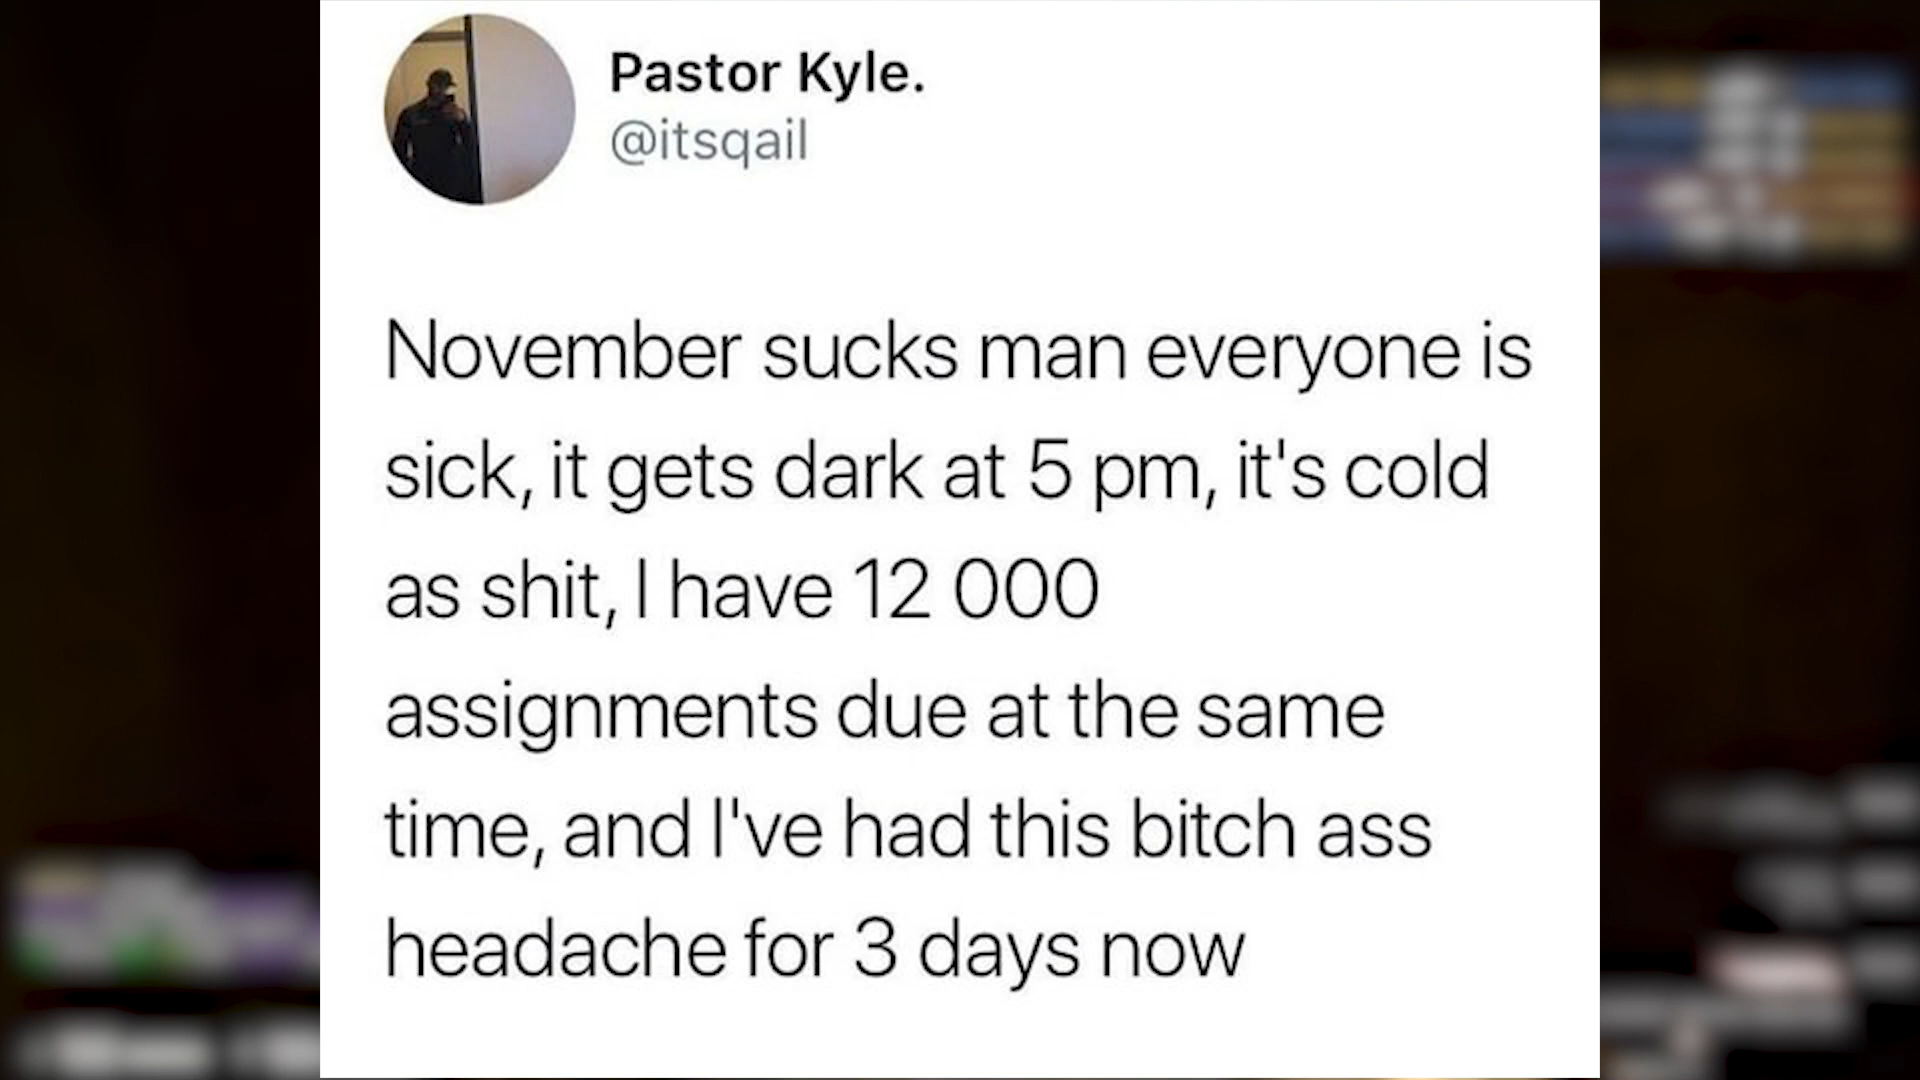 Pastor Kyle.
@itsqail
November sucks man everyone is
sick, it gets dark at 5 pm, it's cold
as shit, I have 12 000
assignments due at the same
time, and I've had this bitch ass
headache for 3 days now